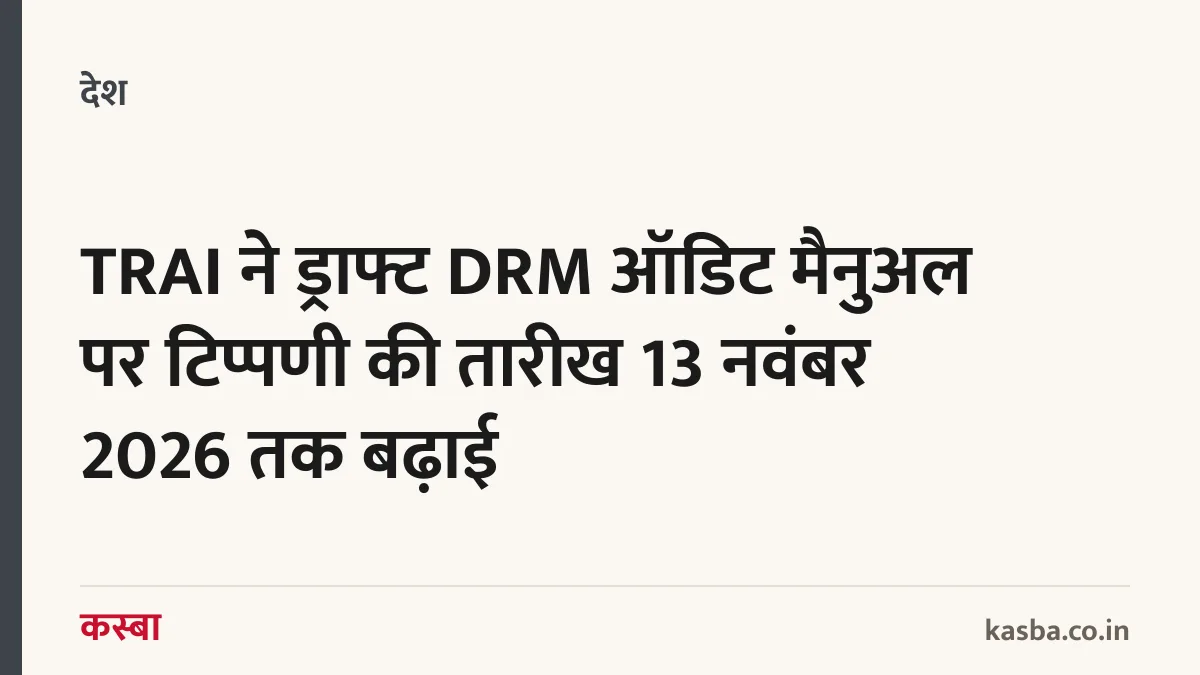 देश
TRAI ने ड्राफ्ट DRM ऑडिट मैनुअल
पर टिप्पणी की तारीख 13 नवंबर
2026 तक बढ़ाई
कस्बा
kasba.co.in